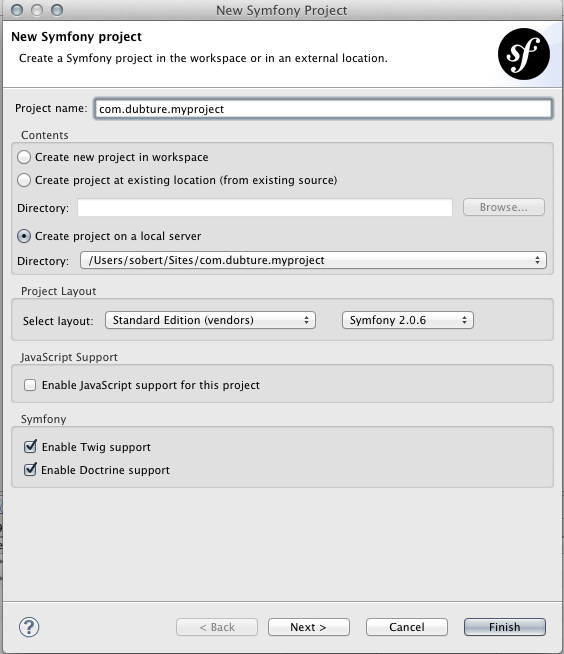 New Symfony Project
New Symfony project
Create a Symfony project in the workspace or in an external location.
sf
Project name: com.dubture.myproject
Contents
Create new project in workspace
Create project at existing location (from existing source)
Directory: Browse...
Create project on a local server
Directory: /Users/sobert/Sites/com.dubture.myproject
Project Layout
Select layout: Standard Edition (vendors) Symfony 2.0.6
JavaScript Support
Enable JavaScript support for this project
Symfony
Enable Twig support
Enable Doctrine support
? < Back Next > Cancel Finish